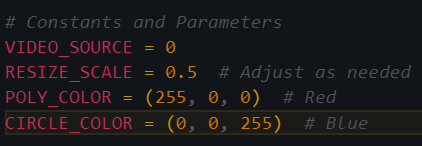 # Constants and Parameters
VIDEO_SOURCE = 0
RESIZE_SCALE = 0.5  # Adjust as needed
POLY_COLOR = (255, 0, 0)  # Red
CIRCLE_COLOR = (0, 0, 255)  # Blue